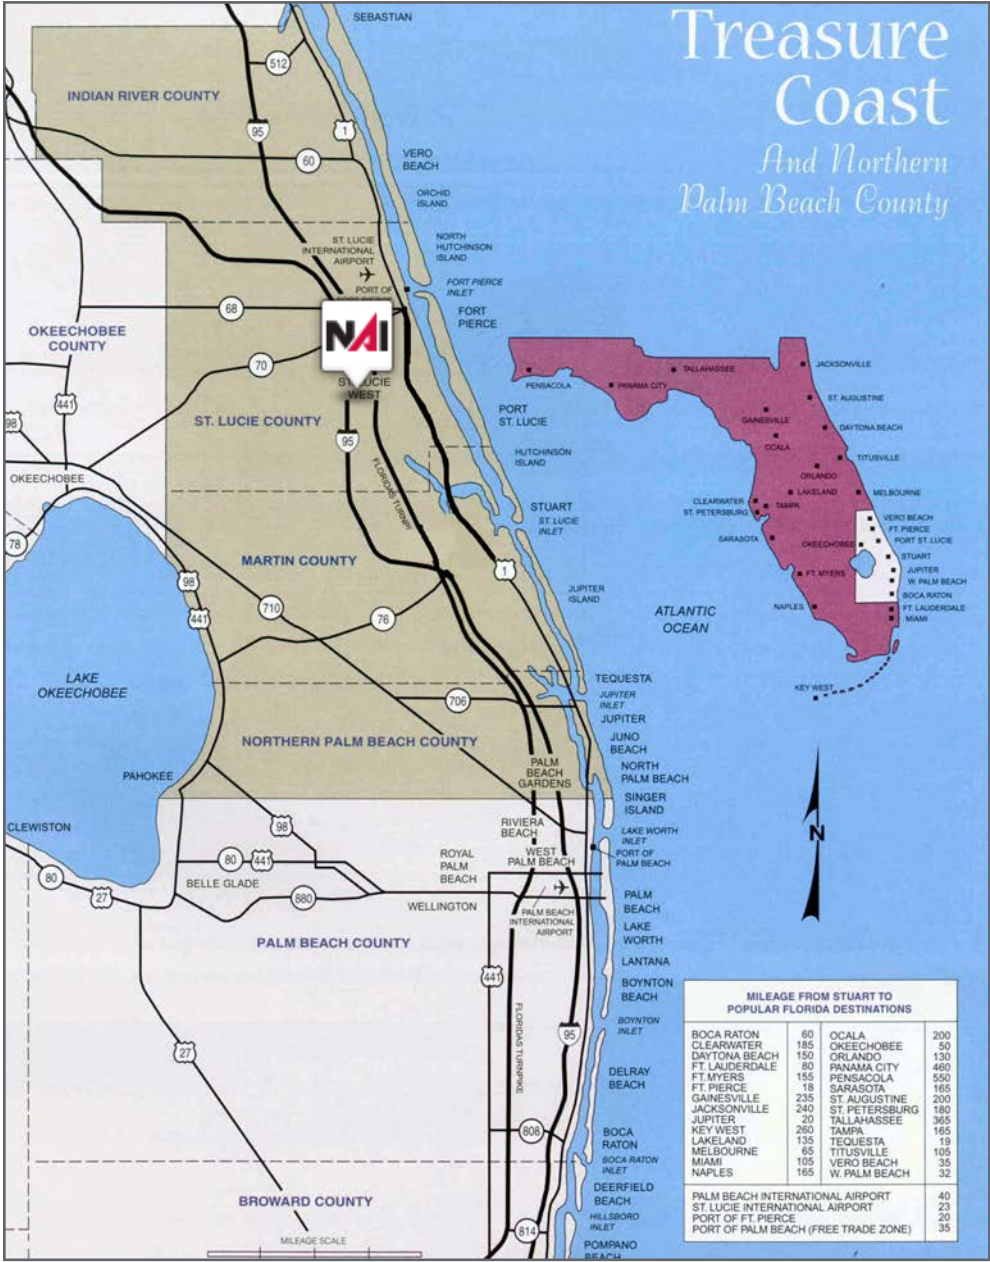 Treasure
Coast
And Northern
Palm Beach County
SEBASTIAN
512
INDIAN RIVER COUNTY
95
1
60
VERO
BEACH
ORCHID
ISLAND
ST. LUCIE
INTERNATIONAL
AIRPORT
NORTH
HUTCHINSON
ISLAND
PORT OF
FORT PIERCE
INLET
68
FORT
PIERCE
OKEECHOBEE
COUNTY
NAI
70
ST. LUCIE
WEST
441
98
ST. LUCIE COUNTY
PORT
ST. LUCIE
95
HUTCHINSON
ISLAND
OKEECHOBEE
FLORIDAS TURNPI
STUART
ST. LUCIE
INLET
78
MARTIN COUNTY
1
98
441
710
76
JUPITER
ISLAND
ATLANTIC
OCEAN
LAKE
OKEECHOBEE
TEQUESTA
706
JUPITER
INLET
JUPITER
NORTHERN PALM BEACH COUNTY
JUNO
BEACH
PALM
BEACH
GARDENS
NORTH
PALM BEACH
PAHOKEE
SINGER
ISLAND
CLEWISTON
98
RIVIERA
BEACH
LAKE WORTH
INLET
ROYAL
PALM
BEACH
WEST
PALM BEACH
PORT OF
PALM BEACH
80
441
80
27
BELLE GLADE
880
WELLINGTON
PALM BEACH
INTERNATIONAL
AIRPORT
PALM
BEACH
LAKE
WORTH
PALM BEACH COUNTY
LANTANA
441
BOYNTON
BEACH
FLORIDAS TURNPIKE
95
BOYNTON
INLET
27
DELRAY
BEACH
808
BOCA
RATON
BOCA RATON
INLET
DEERFIELD
BEACH
BROWARD COUNTY
HILLSBORO
INLET
814
MILEAGE SCALE
POMPANO
BEACH
PENSACOLA
PANAMA CITY
TALLAHASSEE
JACKSONVILLE
ST. AUGUSTINE
GAINESVILLE
DAYTONA BEACH
OCALA
TITUSVILLE
ORLANDO
LAKELAND
MELBOURNE
CLEARWATER
TAMPA
ST. PETERSBURG
VERO BEACH
FT. PIERCE
PORT ST. LUCIE
SARASOTA
OKEECHOBEE
STUART
JUPITER
FT. MYERS
W. PALM BEACH
BOCA RATON
NAPLES
FT. LAUDERDALE
MIAMI
KEY WEST
N
MILEAGE FROM STUART TO
POPULAR FLORIDA DESTINATIONS
BOCA RATON 60 OCALA 200
CLEARWATER 185 OKEECHOBEE 50
DAYTONA BEACH 150 ORLANDO 130
FT. LAUDERDALE 80 PANAMA CITY 460
FT.MYERS 155 PENSACOLA 550
FT. PIERCE 18 SARASOTA 165
GAINESVILLE 235 ST. AUGUSTINE 200
JACKSONVILLE 240 ST. PETERSBURG 180
JUPITER 20 TALLAHASSEE 365
KEY WEST 260 TAMPA 165
LAKELAND 135 TEQUESTA 19
MELBOURNE 65 TITUSVILLE 105
MIAMI 105 VERO BEACH 35
NAPLES 165 W. PALM BEACH 32
PALM BEACH INTERNATIONAL AIRPORT 40
ST. LUCIE INTERNATIONAL AIRPORT 23
PORT OF FT. PIERCE 20
PORT OF PALM BEACH (FREE TRADE ZONE) 35